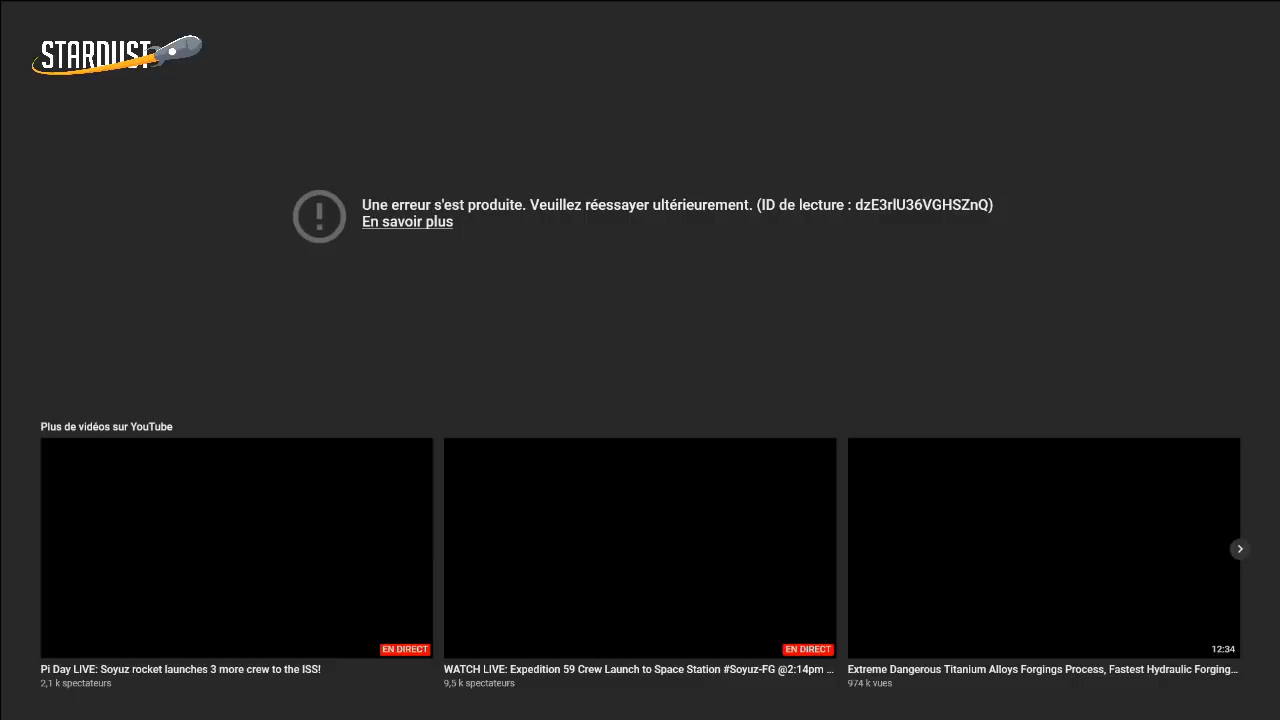 STARDUST
Une erreur s'est produite. Veuillez réessayer ultérieurement. (ID de lecture : dzE3rlU36VGHSZnQ)
En savoir plus
Plus de vidéos sur YouTube
EN DIRECT
EN DIRECT
12:34
Pi Day LIVE: Soyuz rocket launches 3 more crew to the ISS!
WATCH LIVE: Expedition 59 Crew Launch to Space Station #Soyuz-FG @2:14pm ...
Extreme Dangerous Titanium Alloys Forgings Process, Fastest Hydraulic Forging...
2,1 k spectateurs
9,5 k spectateurs
974 k vues